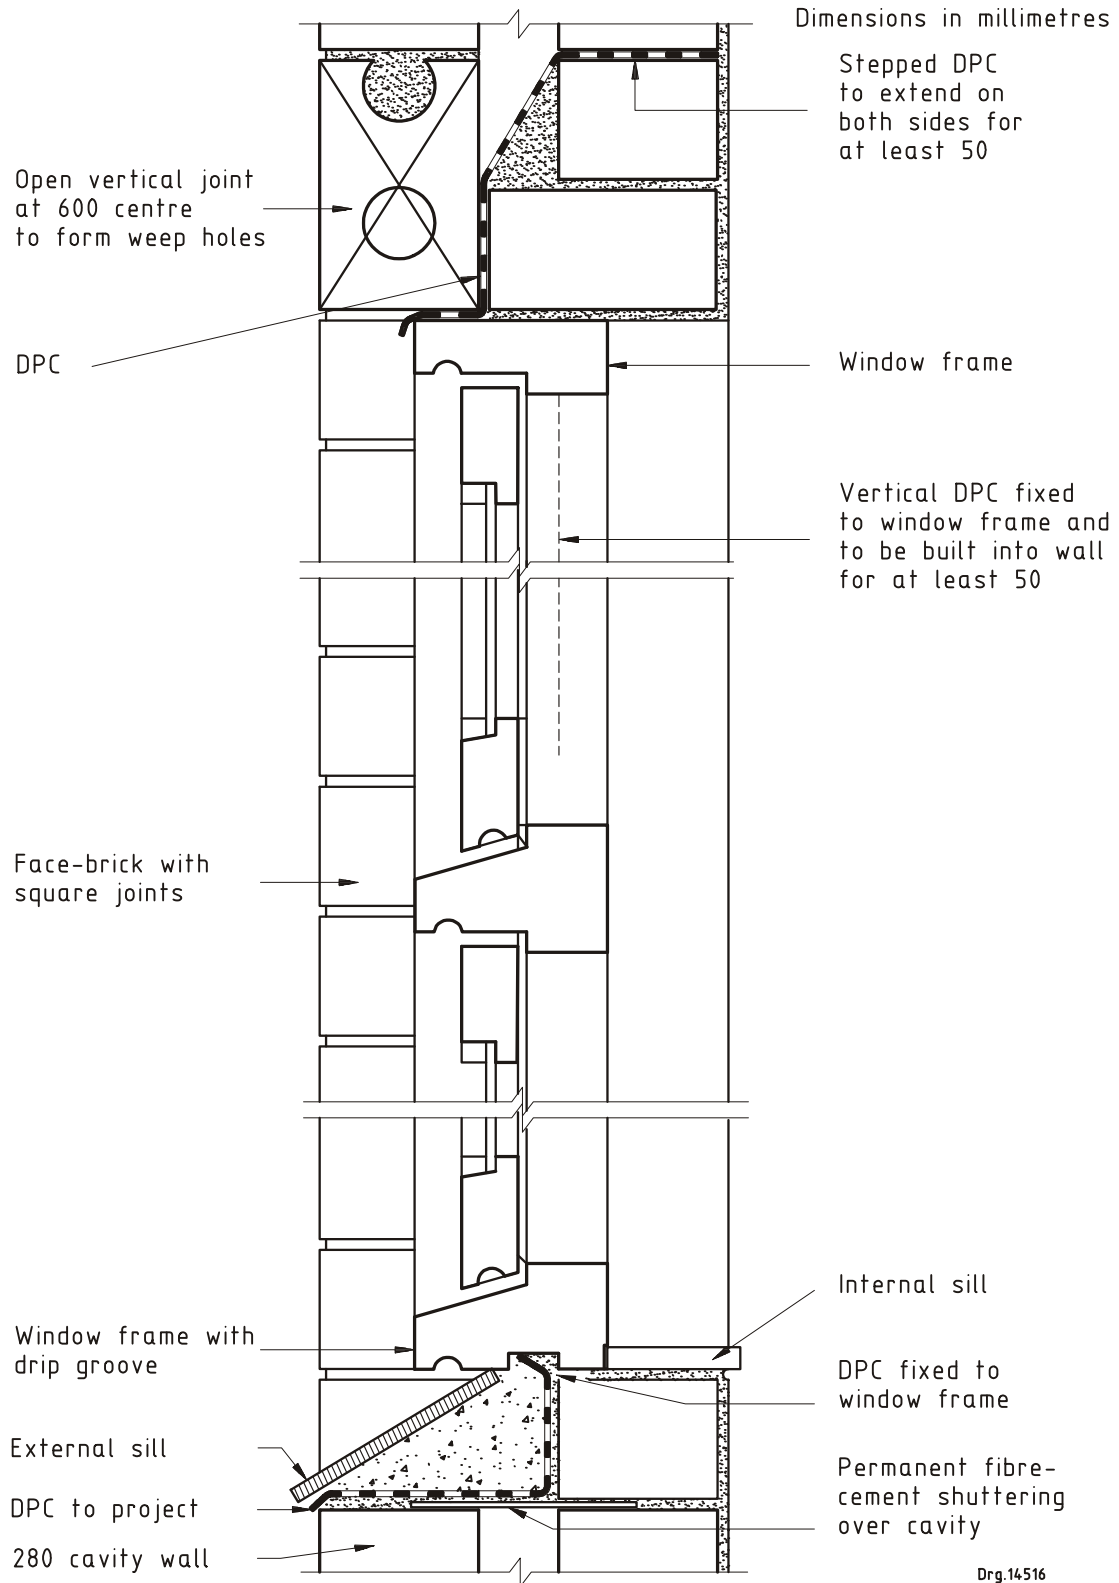 Dimensions in millimetres
Stepped DPC
to extend on
both sides for
at least 50
Open vertical joint
at 600 centre
to form weep holes
DPC
Window frame
Vertical DPC fixed
to window frame and
to be built into wall
for at least 50
Face-brick with
square joints
Internal sill
Window frame with
drip groove
DPC fixed to
window frame
External sill
DPC to project
280 cavity wall
Permanent fibre-
cement shuttering
over cavity
Drg.14516